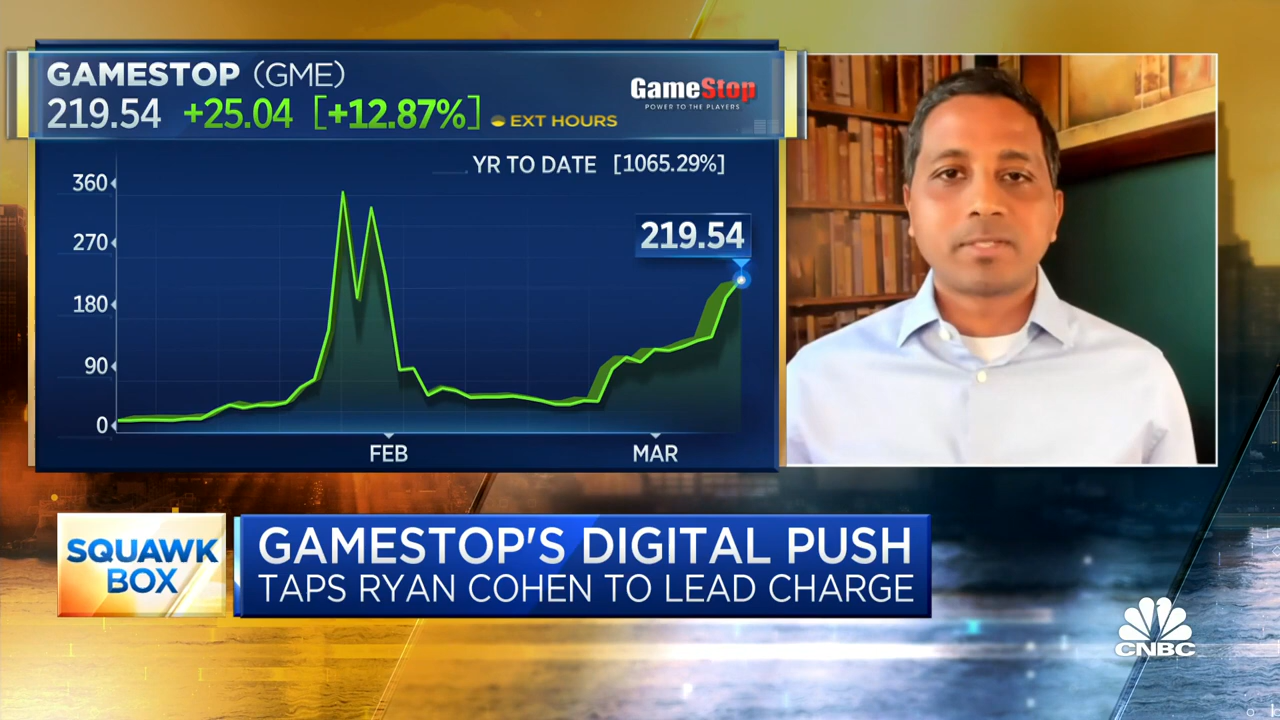 GAMESTOP (GME)
219.54 +25.04 [+12.87%] EXT HOURS
GameStop
POWER TO THE PLAYERS
YR TO DATE [1065.29%]
360
270
180
90
0
219.54
FEB
MAR
SQUAWK
BOX
GAMESTOP'S DIGITAL PUSH
TAPS RYAN COHEN TO LEAD CHARGE
CNBC